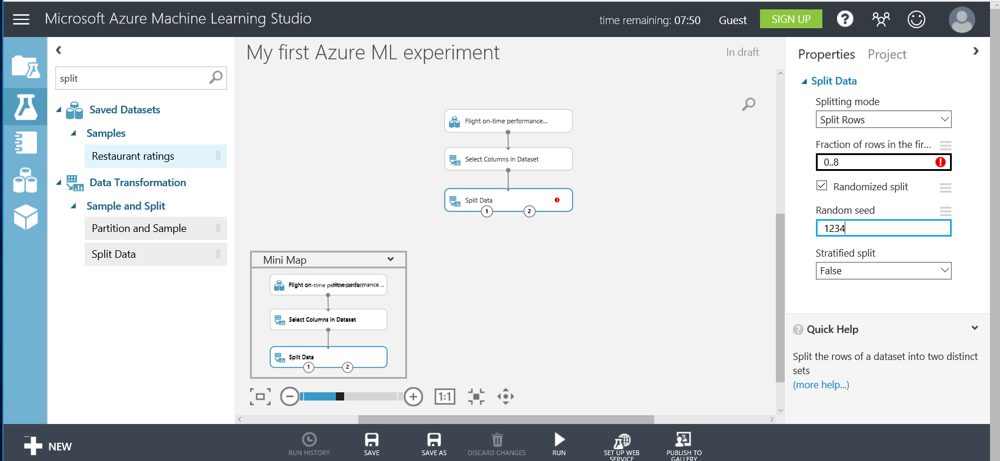 Microsoft Azure Machine Learning Studio
time remaining: 07:50
Guest
SIGN UP
?
split
Saved Datasets
Samples
Restaurant ratings
Data Transformation
Sample and Split
Partition and Sample
Split Data
My first Azure ML experiment
In draft
Flight on-time performance...
Select Columns in Dataset
Split Data
!
1
2
Mini Map
Flight on-time performance ...
Select Columns in Dataset
Split Data
1
2
1:1
Properties
Project
Split Data
Splitting mode
Split Rows
Fraction of rows in the fir...
0..8
!
Randomized split
Random seed
1234
Stratified split
False
? Quick Help
Split the rows of a dataset into two distinct
sets
(more help...)
NEW
RUN HISTORY
SAVE
SAVE AS
DISCARD CHANGES
RUN
SET UP WEB
SERVICE
PUBLISH TO
GALLERY